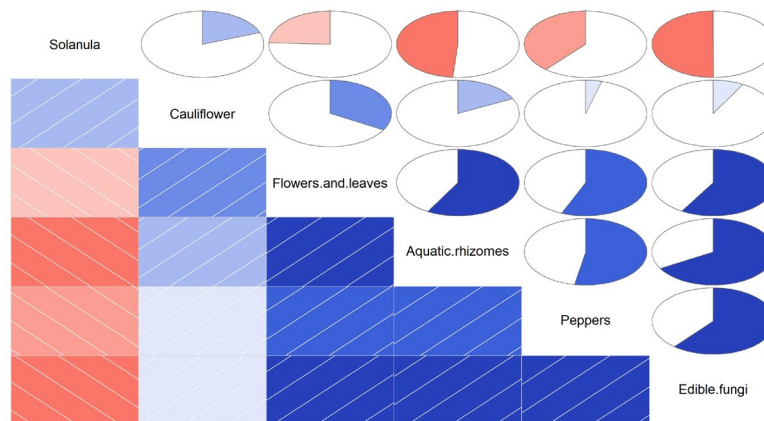 Solanula
Cauliflower
Flowers.and.leaves
Aquatic.rhizomes
Peppers
Edible.fungi